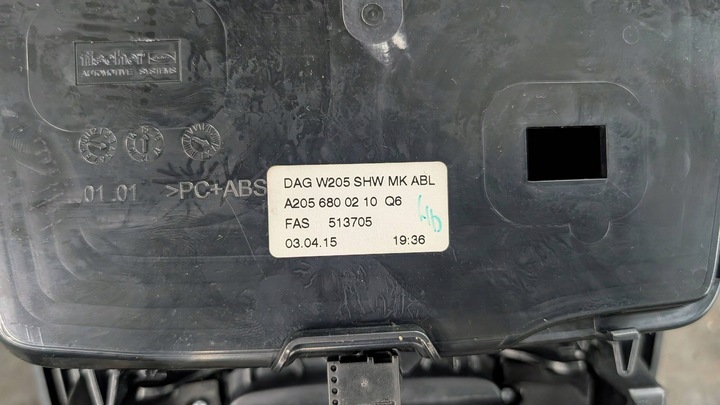 fischer
AUTOMOTIVE SYSTEMS
01 01 >PC+ABS
DAG W205 SHW MK ABL
A205 680 02 10 Q6
FAS 513705
03.04.15 19:36